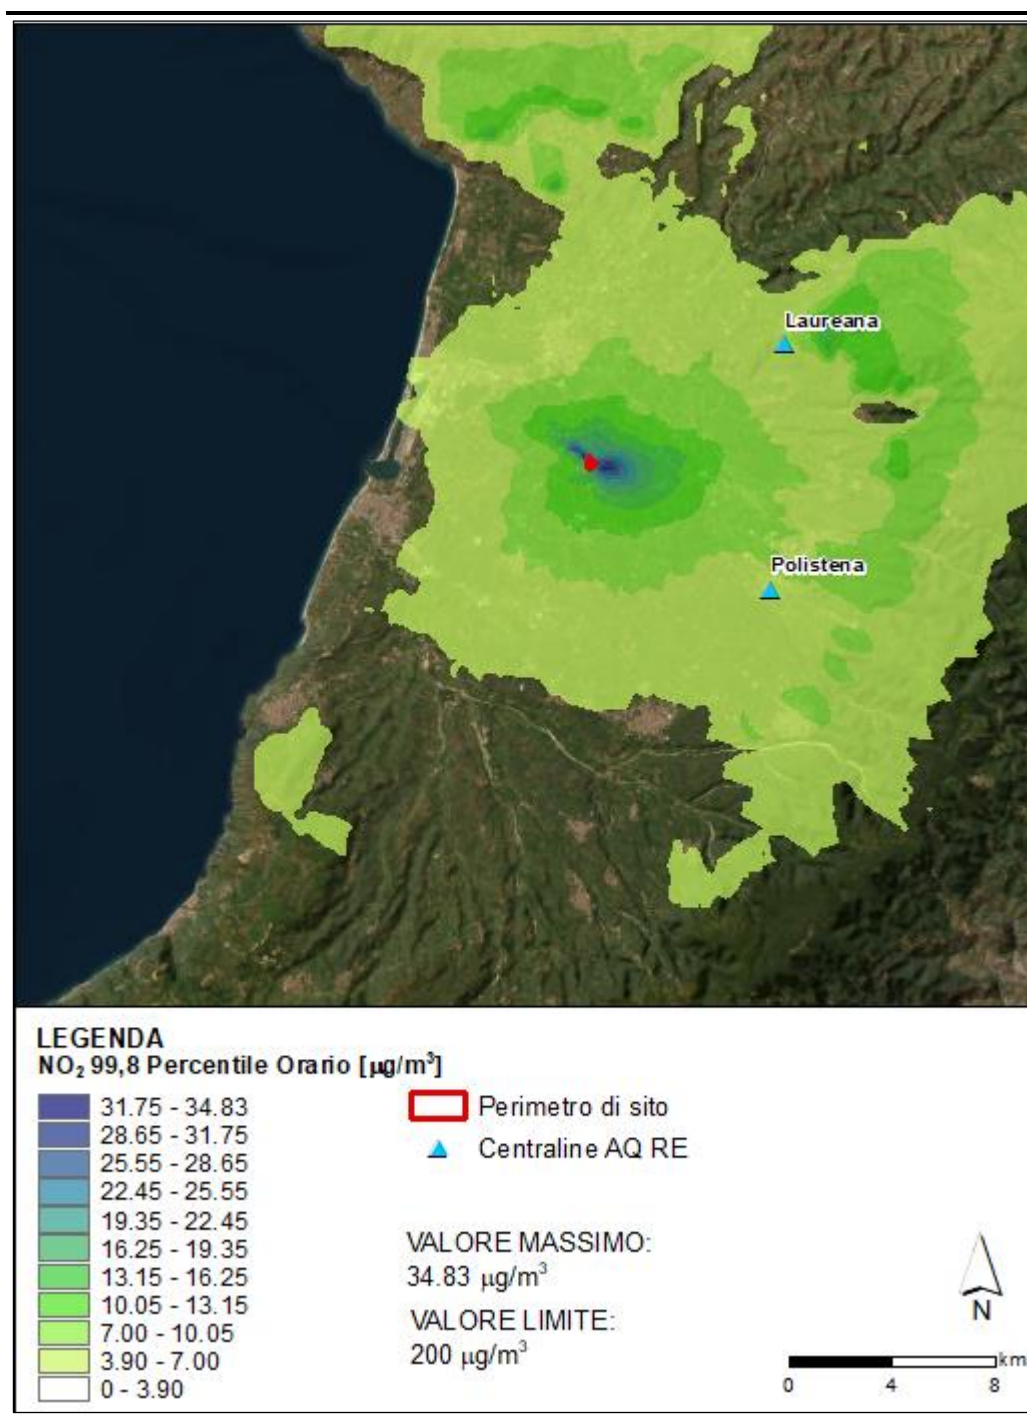 Laureana
Polistena
LEGENDA
NO₂ 99,8 Percentile Orario [µg/m³]
31.75 - 34.83
28.65 - 31.75
25.55 - 28.65
22.45 - 25.55
19.35 - 22.45
16.25 - 19.35
13.15 - 16.25
10.05 - 13.15
7.00 - 10.05
3.90 - 7.00
0 - 3.90
Perimetro di sito
Centraline AQ RE
VALORE MASSIMO:
34.83 µg/m³
VALORE LIMITE:
200 µg/m³
N
km
0 4 8